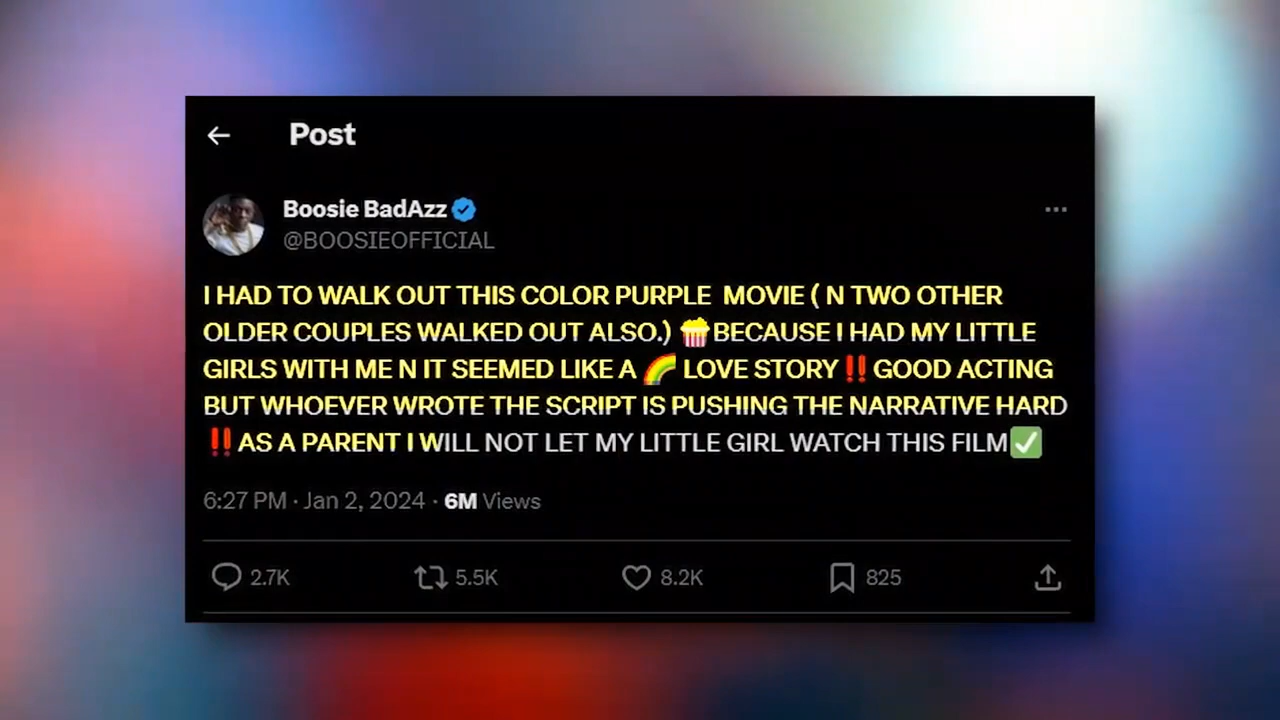 Post
Boosie BadAzz
@BOOSIEOFFICIAL
I HAD TO WALK OUT THIS COLOR PURPLE  MOVIE ( N TWO OTHER
OLDER COUPLES WALKED OUT ALSO.) 🍿BECAUSE I HAD MY LITTLE
GIRLS WITH ME N IT SEEMED LIKE A 🌈 LOVE STORY‼️GOOD ACTING
BUT WHOEVER WROTE THE SCRIPT IS PUSHING THE NARRATIVE HARD
‼️AS A PARENT I WILL NOT LET MY LITTLE GIRL WATCH THIS FILM✅
6:27 PM · Jan 2, 2024 · 6M Views
2.7K 5.5K 8.2K 825